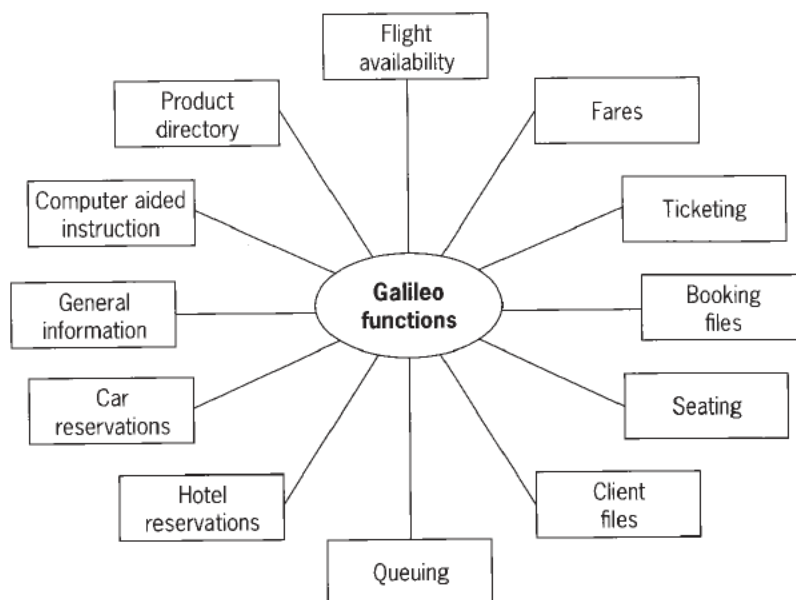 Flight
availability
Fares
Ticketing
Booking
files
Seating
Client
files
Queuing
Hotel
reservations
Car
reservations
General
information
Computer aided
instruction
Product
directory
Galileo
functions